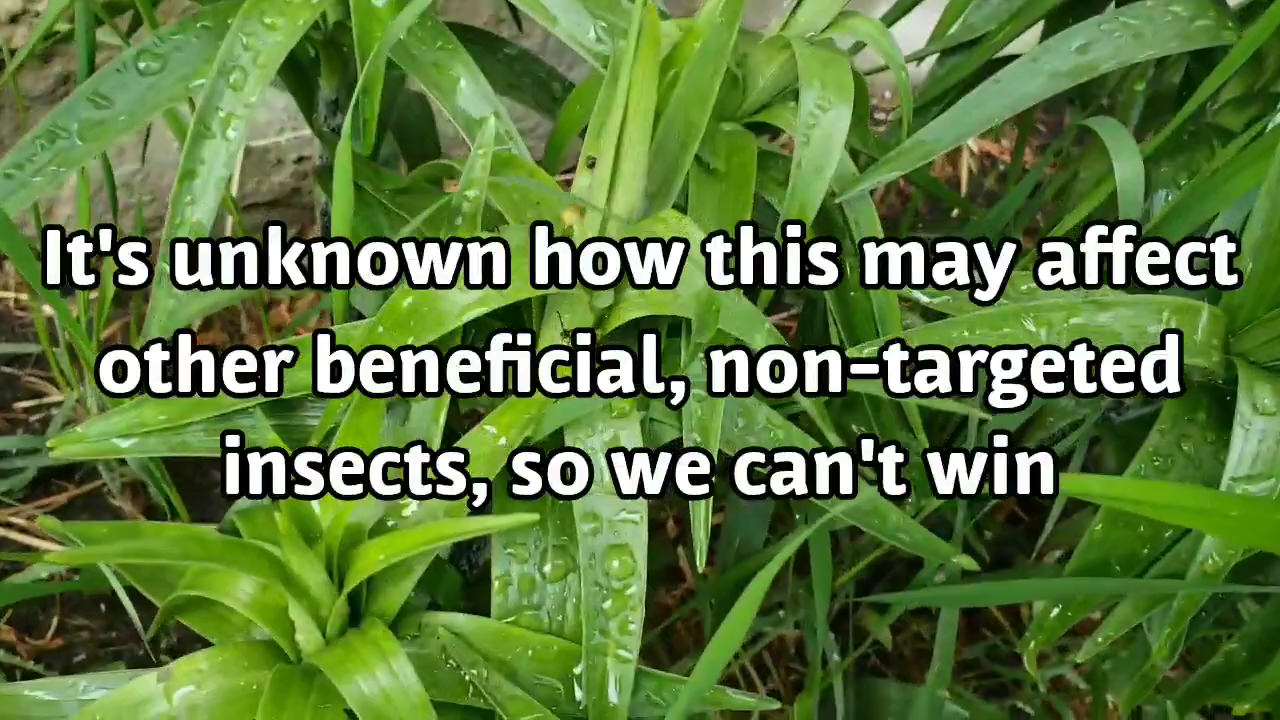 It's unknown how this may affect
other beneficial, non-targeted
insects, so we can't win